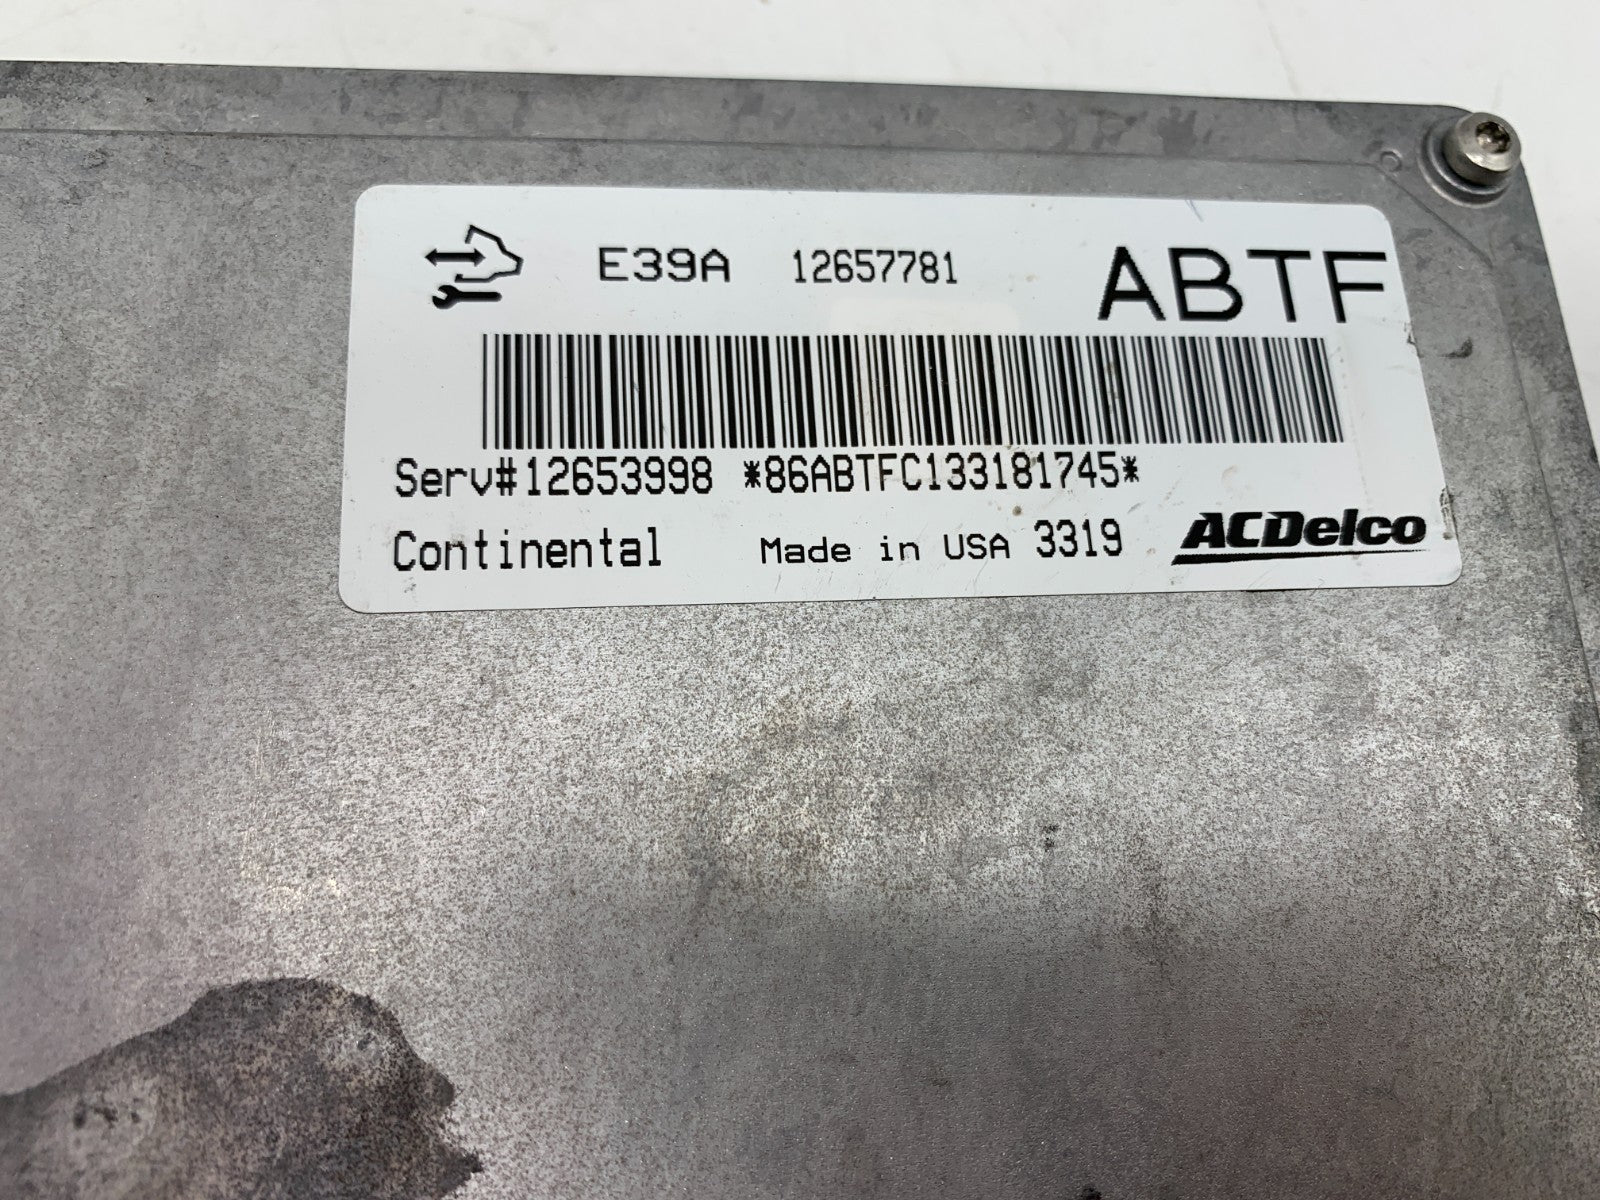 E39A 12657781 ABTF
Serv#12653998 *86ABTFC133181745*
Continental Made in USA 3319 ACDelco